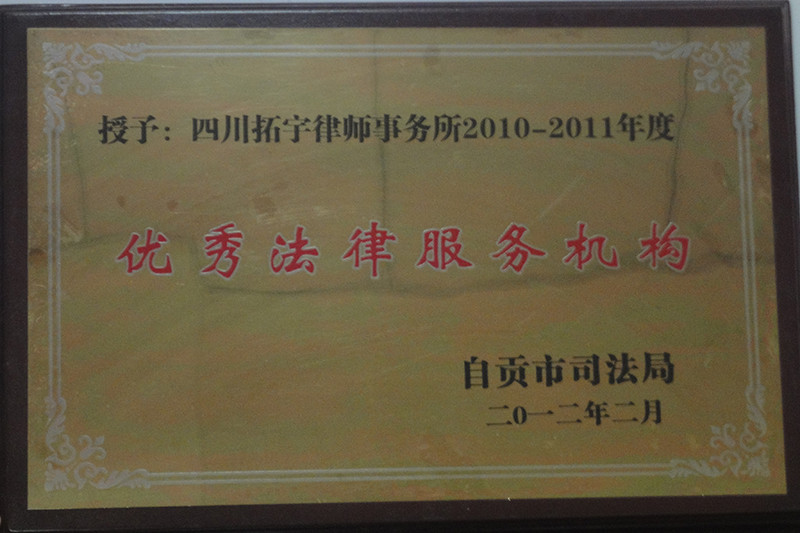 授予：四川拓宇律师事务所2010-2011年度
优秀法律服务机构
自贡市司法局
二0一二年二月